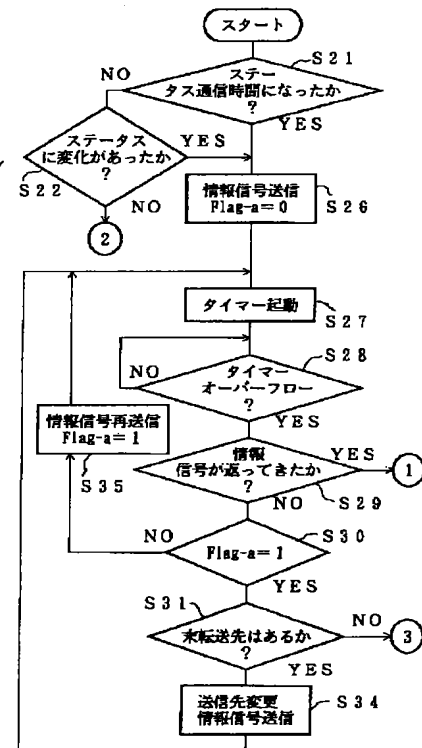 スタート
S21
NO
ステー
タス通信時間になったか
?
YES
ステータス
に変化があったか
?
YES
S22
NO
2
情報信号送信
Flag-a=0
S26
タイマー起動
S27
S28
NO
タイマー
オーバーフロー
?
YES
情報信号再送信
Flag-a=1
S35
情報
信号が返ってきたか
?
YES
1
S29
NO
S30
NO
Flag-a=1
YES
S31
末転送先はあるか
?
NO
3
YES
送信先変更
情報信号送信
S34